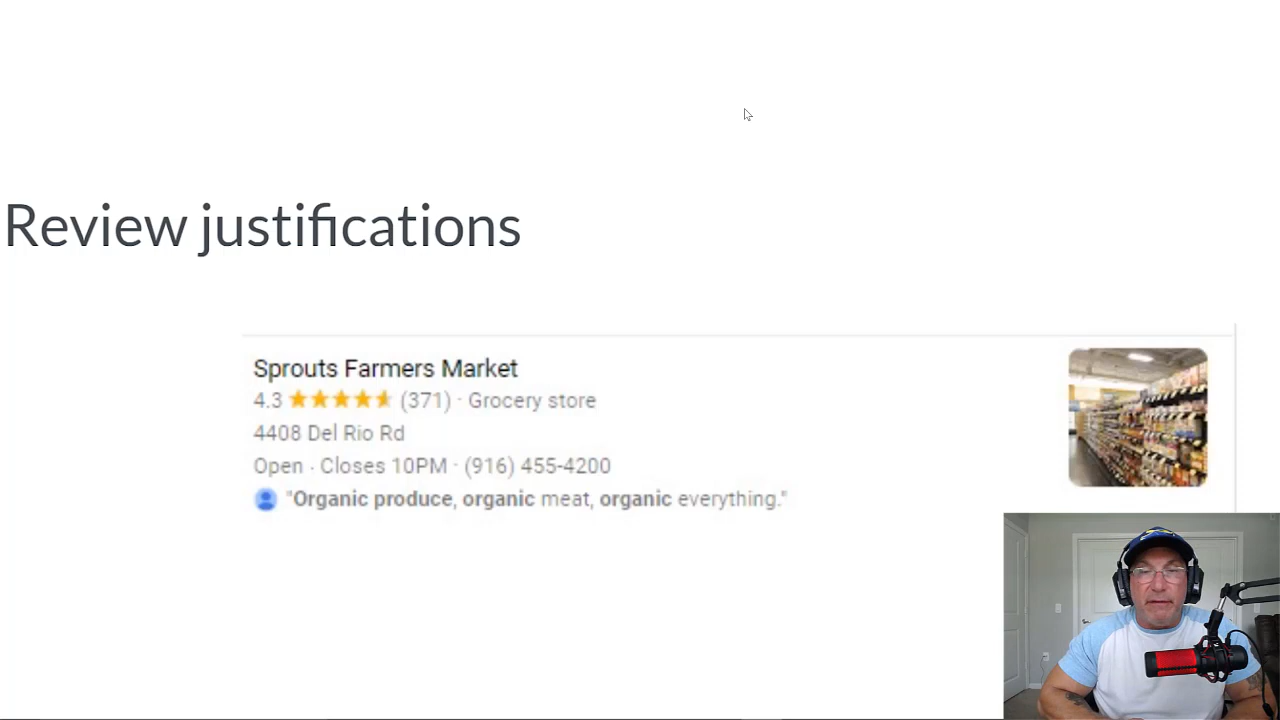 Review justifications
Sprouts Farmers Market
4.3 (371) · Grocery store
4408 Del Rio Rd
Open · Closes 10PM · (916) 455-4200
"Organic produce, organic meat, organic everything."